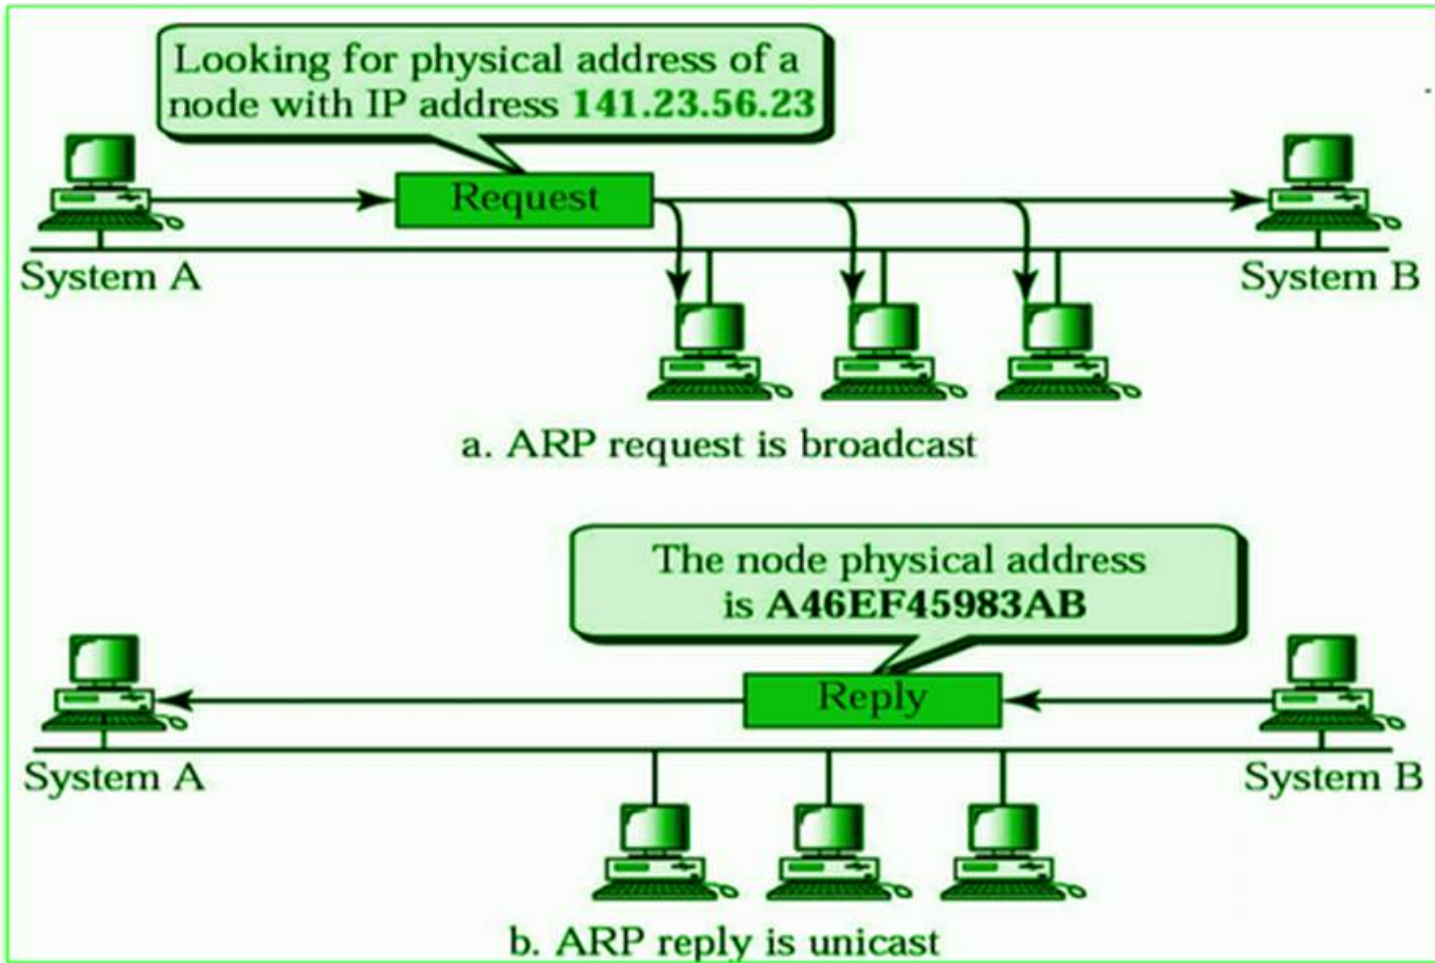 Looking for physical address of a
node with IP address 141.23.56.23
Request
System A
System B
a. ARP request is broadcast
The node physical address
is A46EF45983AB
Reply
System A
System B
b. ARP reply is unicast